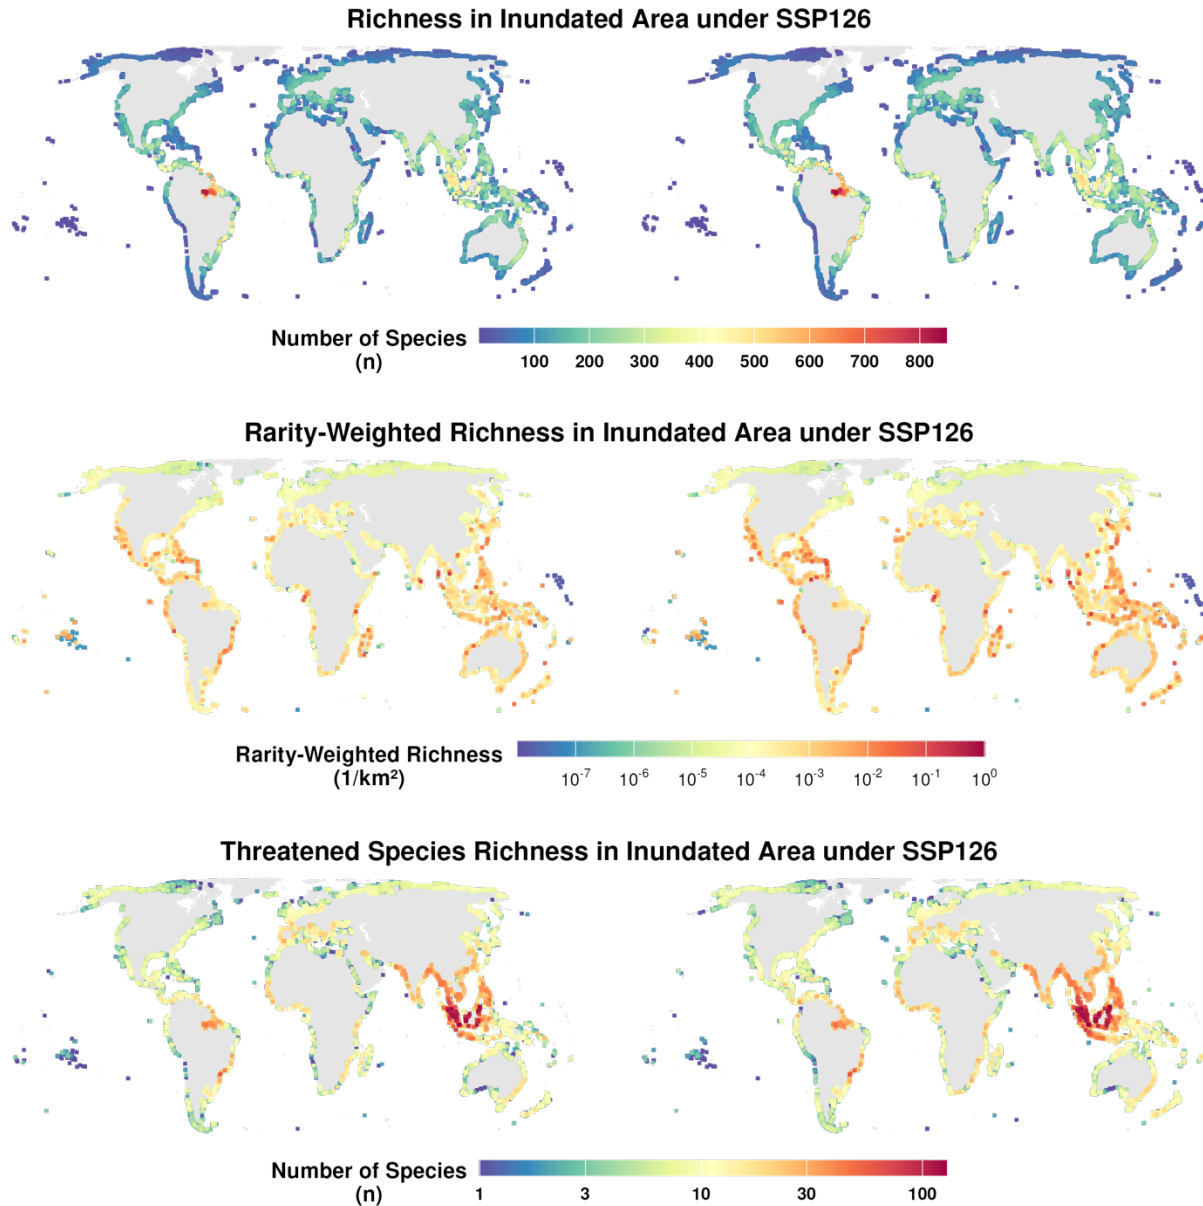 Richness in Inundated Area under SSP126
Number of Species
(n)
100 200 300 400 500 600 700 800
Rarity-Weighted Richness in Inundated Area under SSP126
Rarity-Weighted Richness
(1/km²)
10⁻⁷ 10⁻⁶ 10⁻⁵ 10⁻⁴ 10⁻³ 10⁻² 10⁻¹ 10⁰
Threatened Species Richness in Inundated Area under SSP126
Number of Species
(n)
1 3 10 30 100